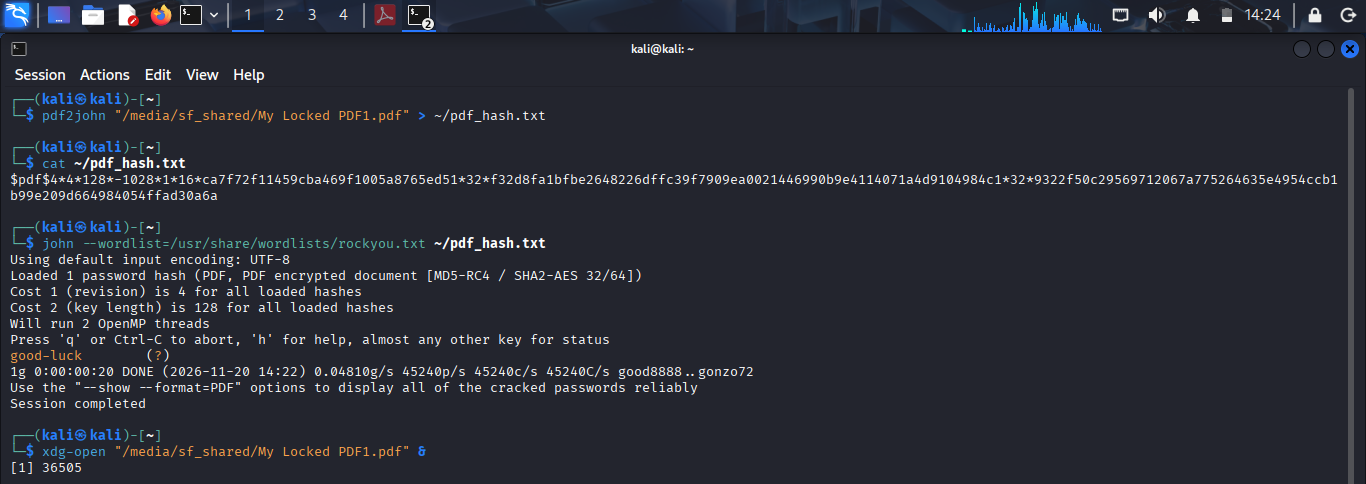 1 2 3 4 2 14:24
kali@kali: ~
Session Actions Edit View Help
┌──(kali㉿kali)-[~]
└─$ pdf2john "/media/sf_shared/My Locked PDF1.pdf" > ~/pdf_hash.txt
┌──(kali㉿kali)-[~]
└─$ cat ~/pdf_hash.txt
$pdf$4*4*128*-1028*1*16*ca7f72f11459cba469f1005a8765ed51*32*f32d8fa1bfbe2648226dffc39f7909ea0021446990b9e4114071a4d9104984c1*32*9322f50c29569712067a775264635e4954ccb1
b99e209d664984054ffad30a6a
┌──(kali㉿kali)-[~]
└─$ john --wordlist=/usr/share/wordlists/rockyou.txt ~/pdf_hash.txt
Using default input encoding: UTF-8
Loaded 1 password hash (PDF, PDF encrypted document [MD5-RC4 / SHA2-AES 32/64])
Cost 1 (revision) is 4 for all loaded hashes
Cost 2 (key length) is 128 for all loaded hashes
Will run 2 OpenMP threads
Press 'q' or Ctrl-C to abort, 'h' for help, almost any other key for status
good-luck        (?)
1g 0:00:00:20 DONE (2026-11-20 14:22) 0.04810g/s 45240p/s 45240c/s 45240C/s good8888..gonzo72
Use the "--show --format=PDF" options to display all of the cracked passwords reliably
Session completed
┌──(kali㉿kali)-[~]
└─$ xdg-open "/media/sf_shared/My Locked PDF1.pdf" &
[1] 36505